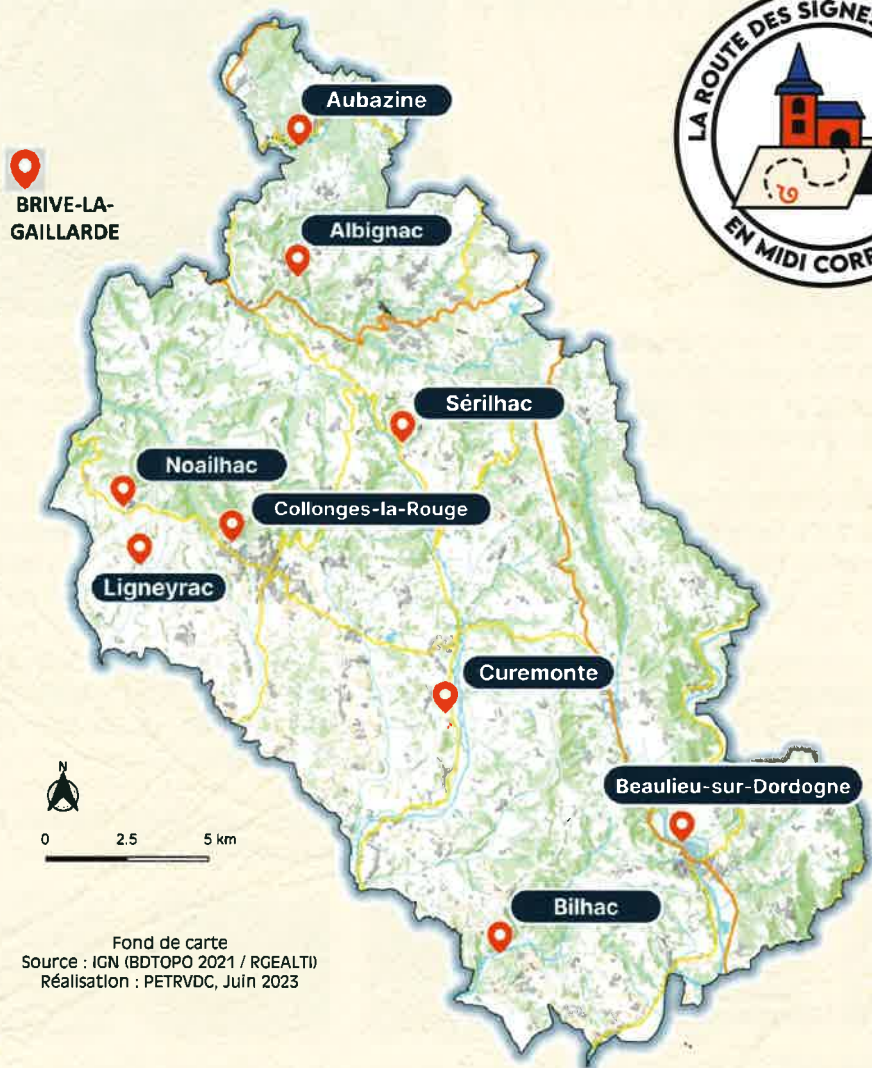 LA ROUTE DES SIGNES
EN MIDI
Aubazine
BRIVE-LA-
GAILLARDE
Albignac
Sérilhac
Noailhac
Collonges-la-Rouge
Ligneyrac
Curemonte
Beaulieu-sur-Dordogne
Bilhac
N
0 2.5 5 km
Fond de carte
Source : IGN (BDTOPO 2021 / RGEALTI)
Réalisation : PETRVDC, Juin 2023